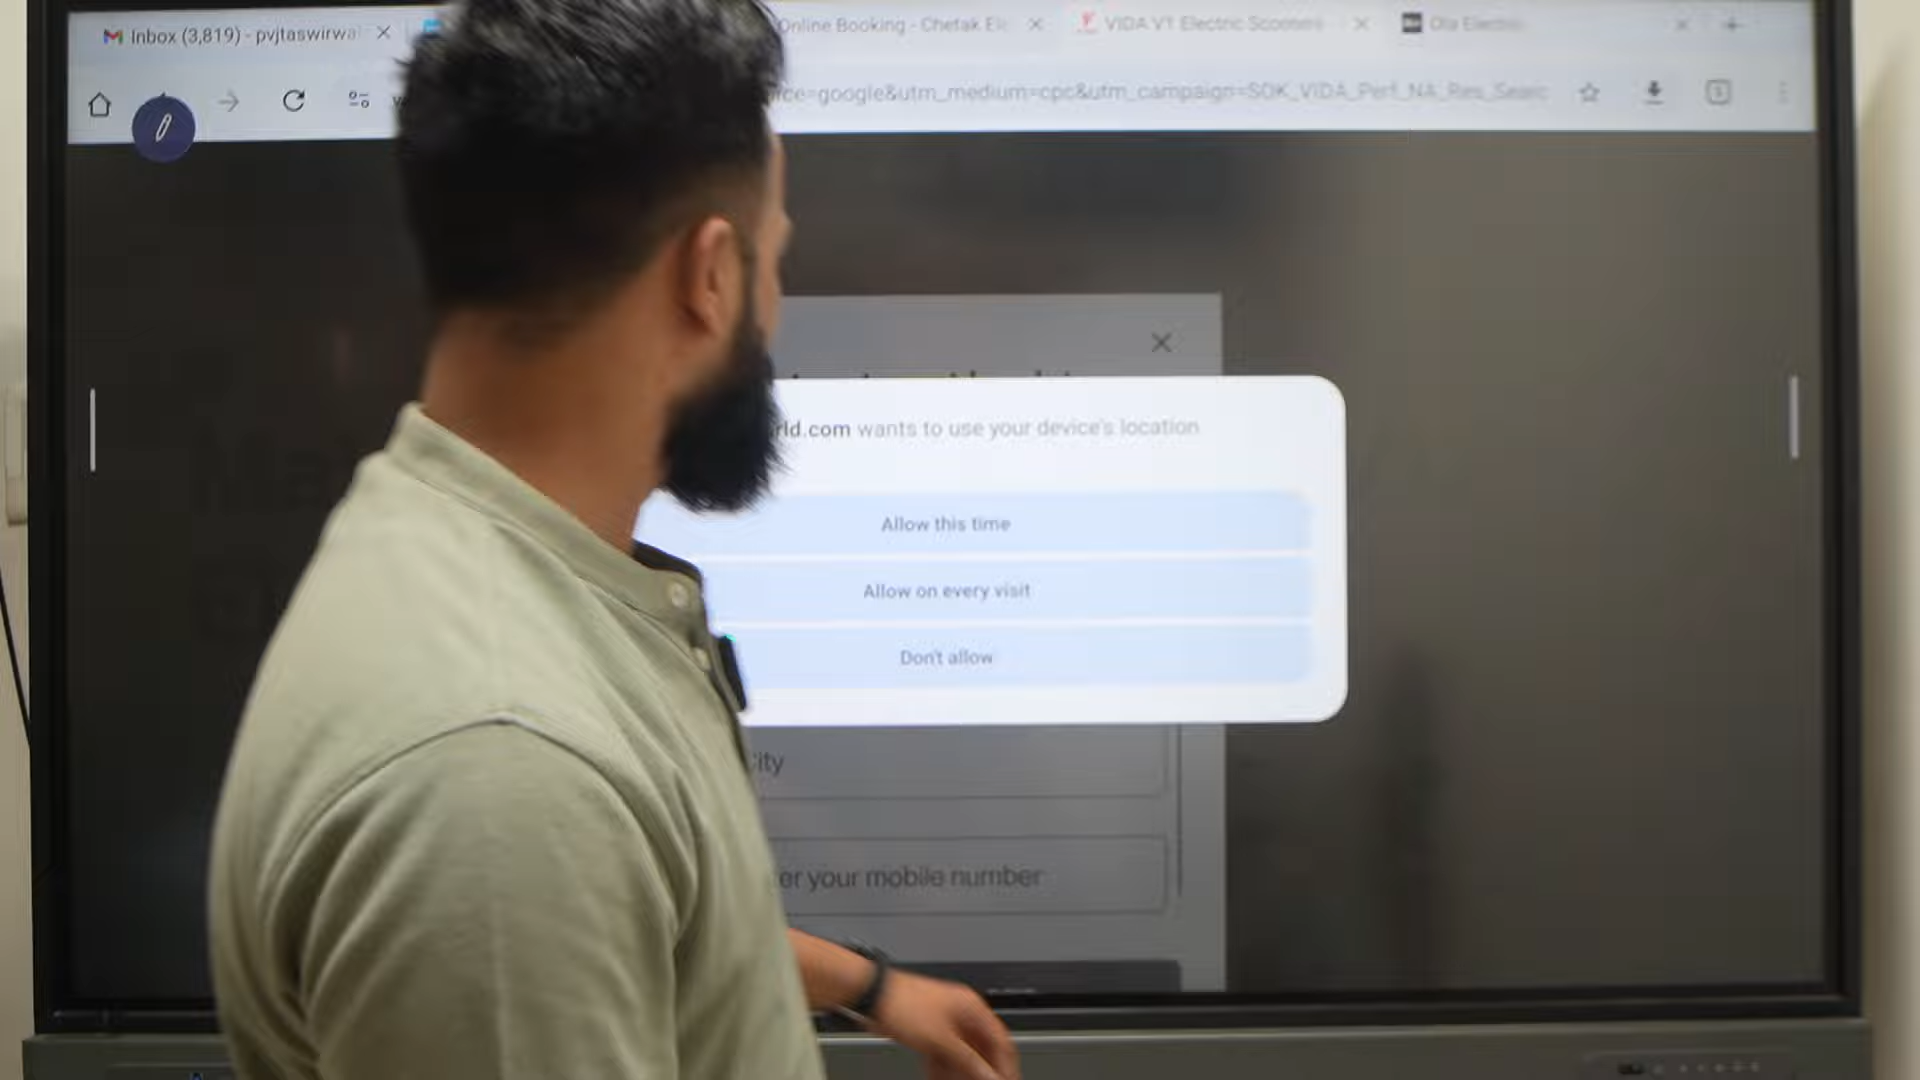 Inbox (3,819) - pvjtaswirwa
Online Booking - Chetak Ele
VIDA V1 Electric Scooters
Ola Electric
rce=google&utm_medium=cpc&utm_campaign=SOK_VIDA_Perf_NA_Res_Searc
rld.com wants to use your device's location
Allow this time
Allow on every visit
Don't allow
ity
er your mobile number